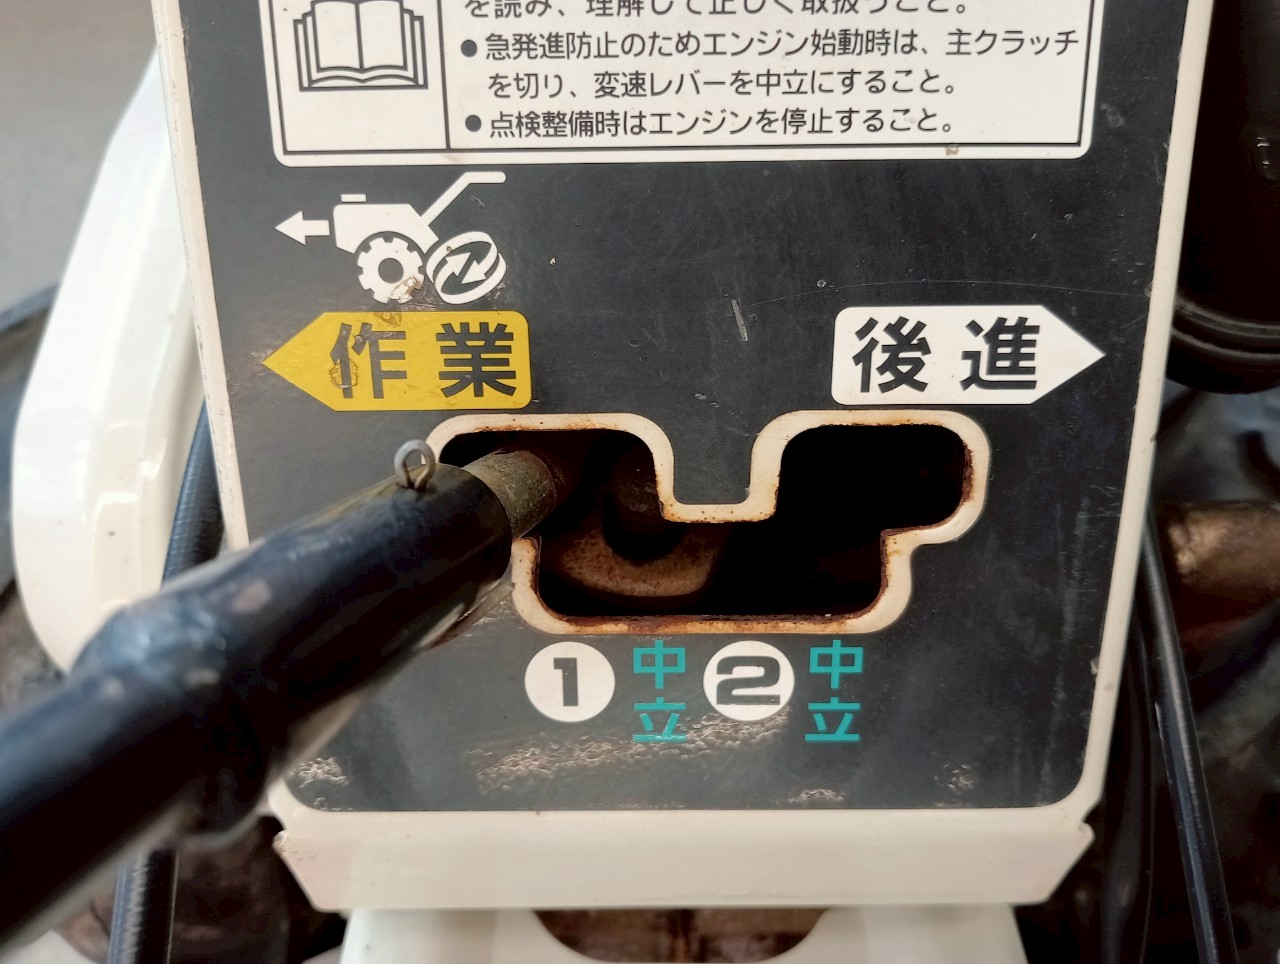 を読み、理解して正しく取扱うこと。
●急発進防止のためエンジン始動時は、主クラッチ
を切り、変速レバーを中立にすること。
●点検整備時はエンジンを停止すること。
作業
後進
1 中立 2 中立